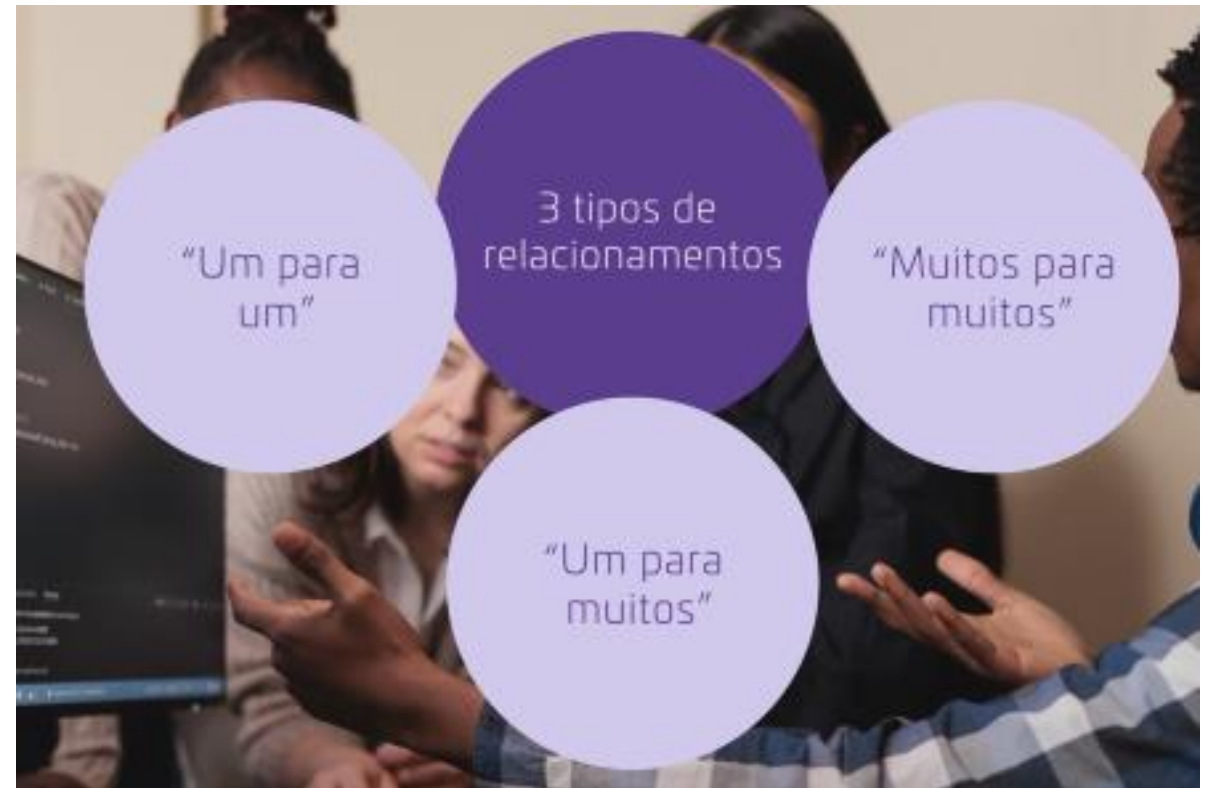 3 tipos de
relacionamentos
“Um para
um”
“Muitos para
muitos”
“Um para
muitos”